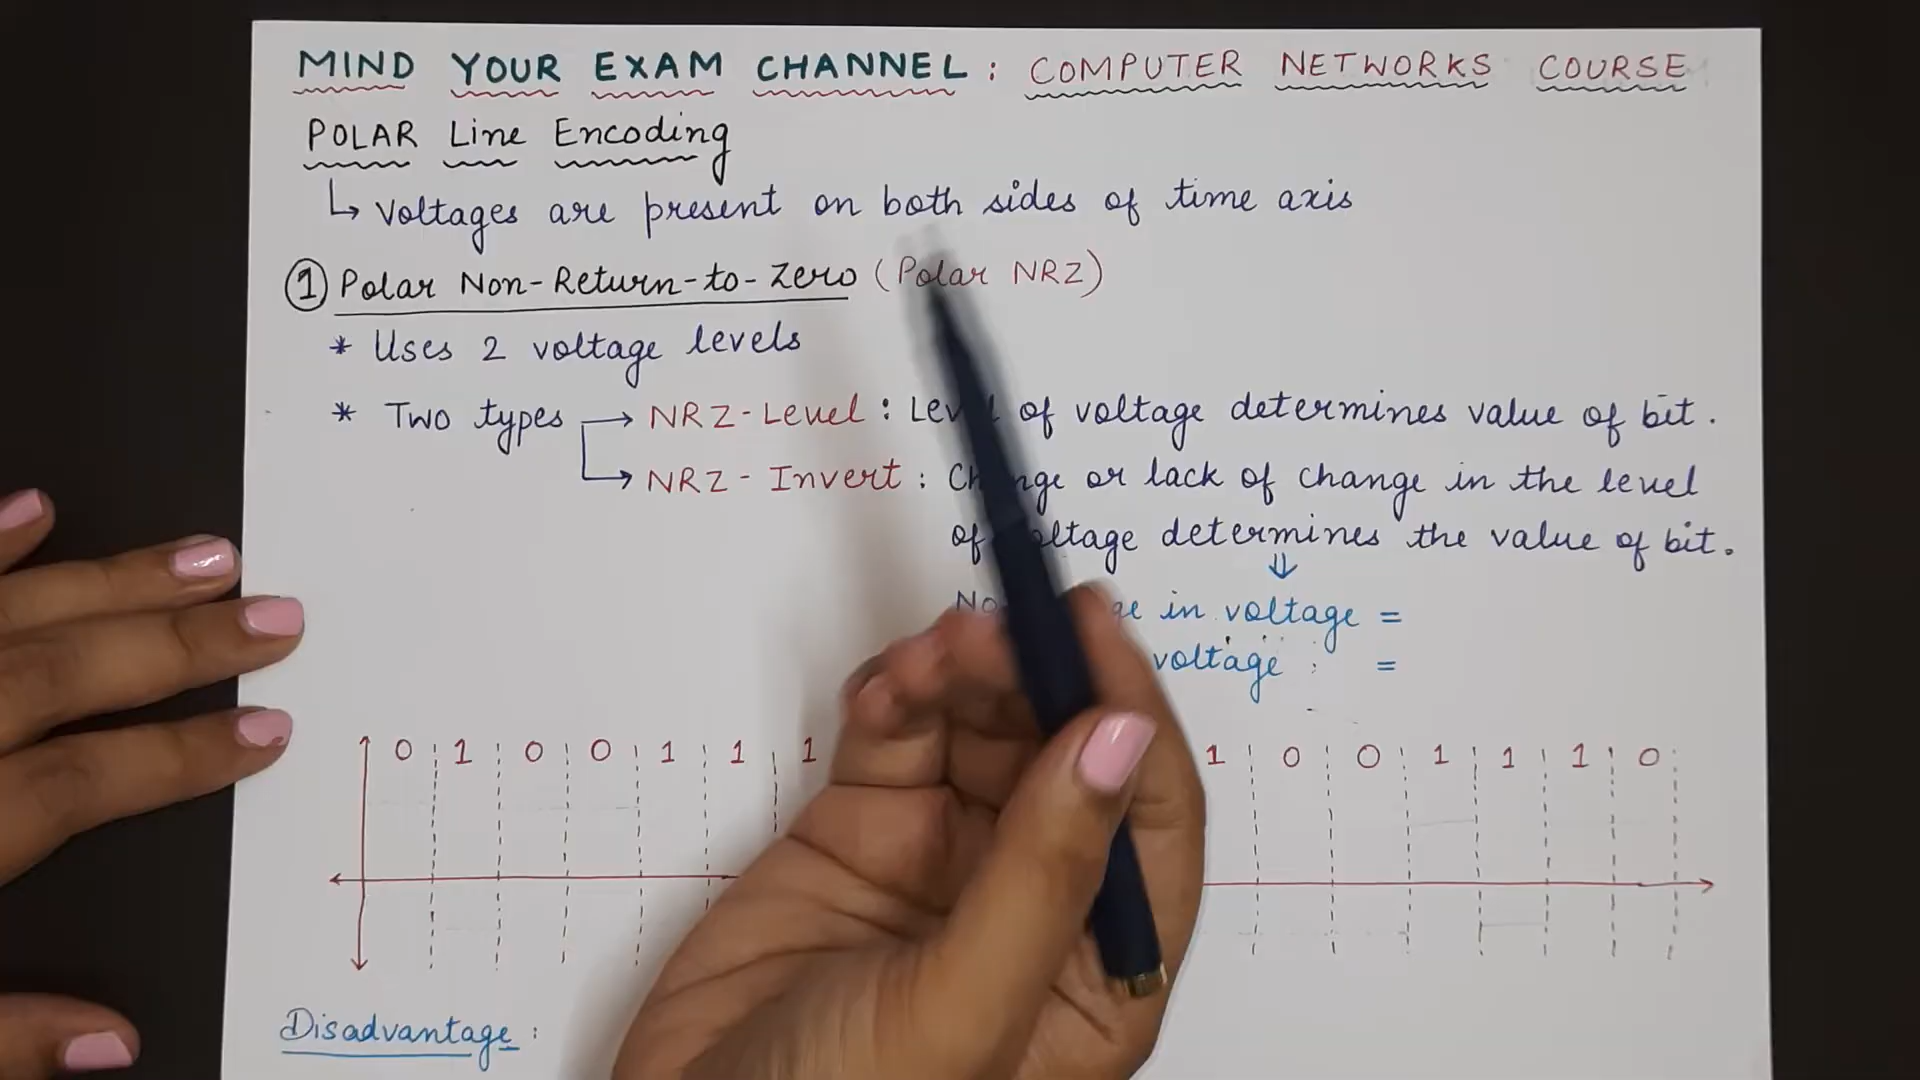 MIND YOUR EXAM CHANNEL : COMPUTER NETWORKS COURSE
POLAR Line Encoding
↳ Voltages are present on both sides of time axis
① Polar Non-Return-to-Zero (Polar NRZ)
* Uses 2 voltage levels
* Two types → NRZ-Level : of voltage determines value of bit.
→ NRZ - Invert : or lack of change in the level
of determines the value of bit.
⇓
in voltage =
voltage =
0 1 0 0 1 1 1 1 0 0 1 1 1 0
Disadvantage :